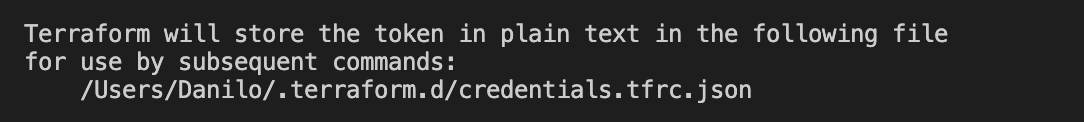 Terraform will store the token in plain text in the following file
for use by subsequent commands:
/Users/Danilo/.terraform.d/credentials.tfrc.json